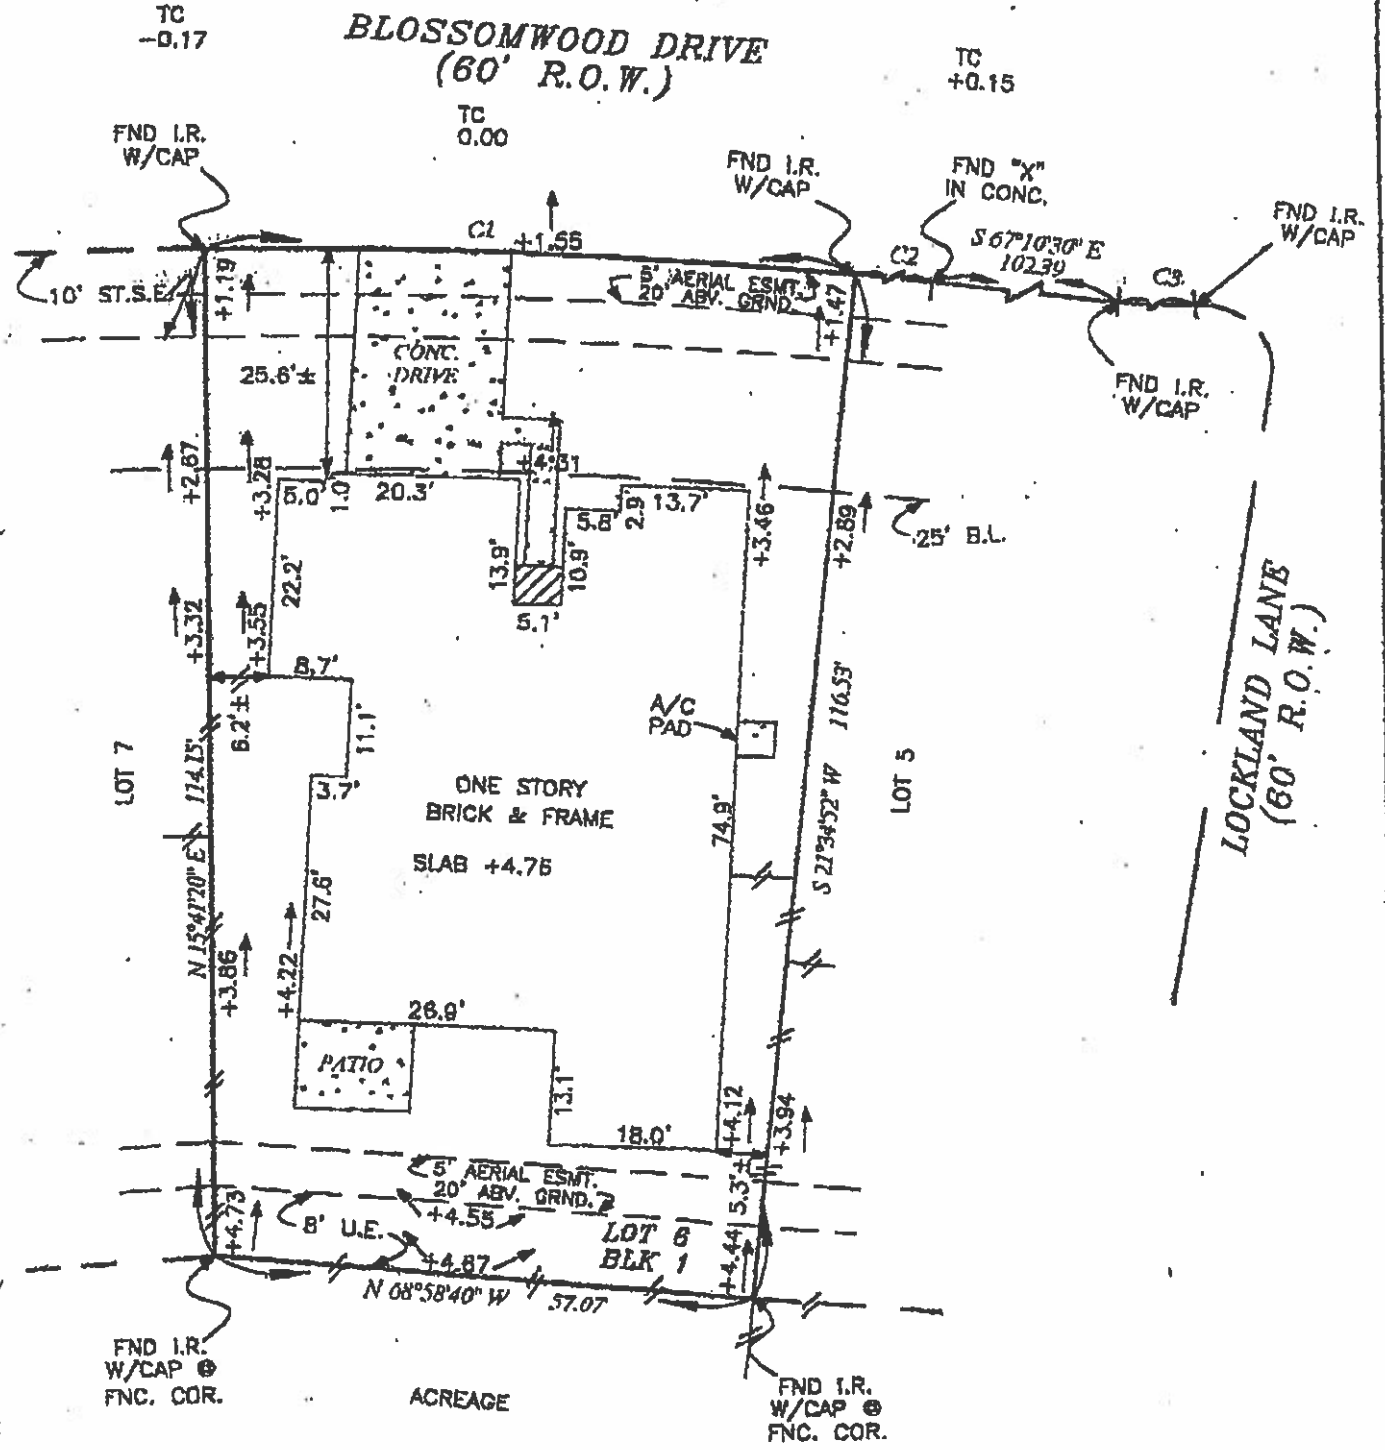 TC
-0.17
BLOSSOMWOOD DRIVE
(60' R.O.W.)
TC
+0.15
TC
0.00
FND I.R.
W/CAP
FND I.R.
W/CAP
FND "X"
IN CONC.
FND I.R.
W/CAP
C1
+1.55
C2
S 67°10'30" E
102.39
C3
10' ST.S.E.
+1.19
5' AERIAL ESMT.
20' ABV. GRND.
+1.47
CONC.
DRIVE
25.6'±
FND I.R.
W/CAP
+2.67
+3.28
+4.31
5.0'
1.0'
20.3'
13.7'
5.8'
2.9'
+3.46
+2.89
25' B.L.
22.2'
13.9'
10.9'
5.1'
+3.32
+3.55
8.7'
6.2'±
11.1'
3.7'
A/C
PAD
116.53'
S 21°34'52" W
LOT 7
114.15'
N 15°41'20" E
LOT 5
LOCKLAND LANE
(60' R.O.W.)
ONE STORY
BRICK & FRAME
SLAB +4.76
74.9'
27.6'
+3.86
+4.22
26.9'
PATIO
13.1'
18.0'
+4.12
+3.94
5' AERIAL ESMT.
20' ABV. GRND.
5.3'±
+4.73
8' U.E.
+4.55
LOT 6
BLK 1
+4.44
+4.67
N 68°58'40" W
57.07
FND I.R.
W/CAP @
FNC. COR.
ACREAGE
FND I.R.
W/CAP @
FNC. COR.